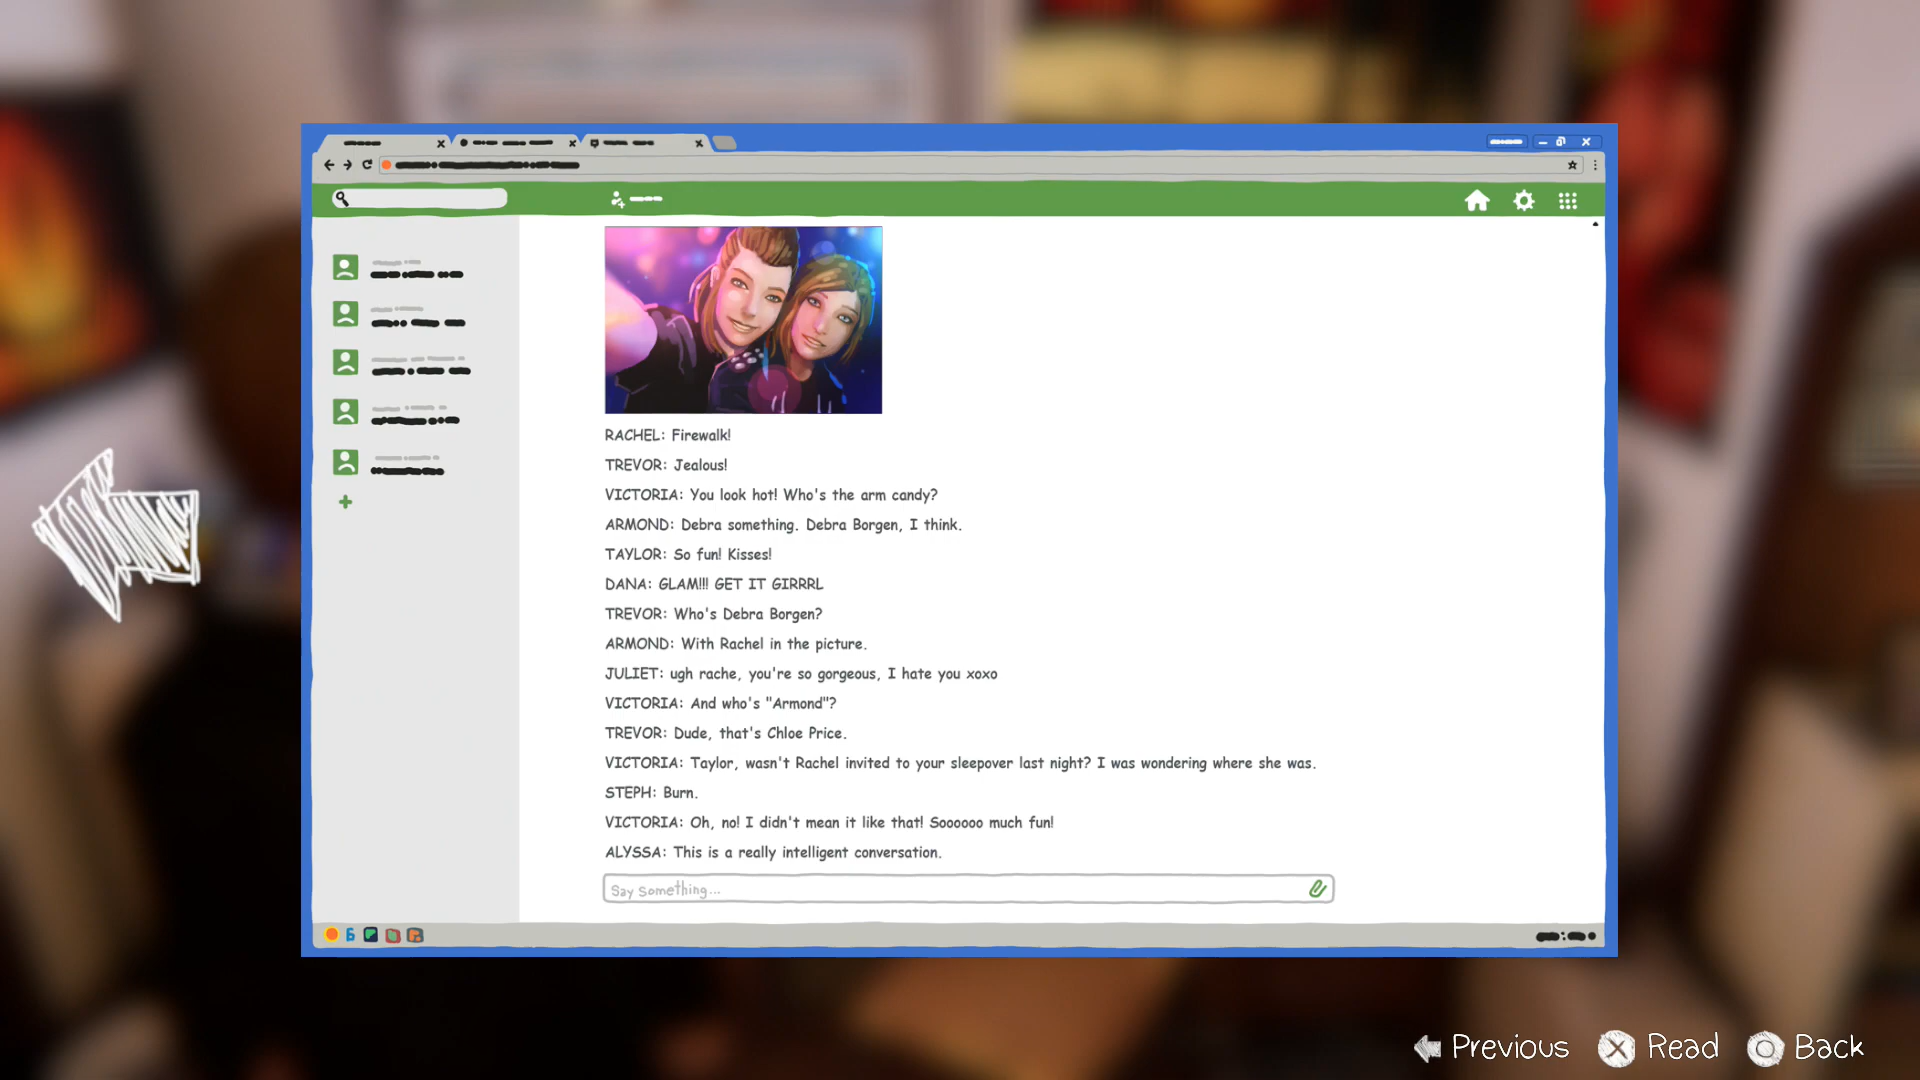 RACHEL: Firewalk!
TREVOR: Jealous!
VICTORIA: You look hot! Who's the arm candy?
ARMOND: Debra something. Debra Borgen, I think.
TAYLOR: So fun! Kisses!
DANA: GLAM!!! GET IT GIRRRL
TREVOR: Who's Debra Borgen?
ARMOND: With Rachel in the picture.
JULIET: ugh rache, you're so gorgeous, I hate you xoxo
VICTORIA: And who's "Armond"?
TREVOR: Dude, that's Chloe Price.
VICTORIA: Taylor, wasn't Rachel invited to your sleepover last night? I was wondering where she was.
STEPH: Burn.
VICTORIA: Oh, no! I didn't mean it like that! Soooooo much fun!
ALYSSA: This is a really intelligent conversation.
Say Something...
Previous Read Back